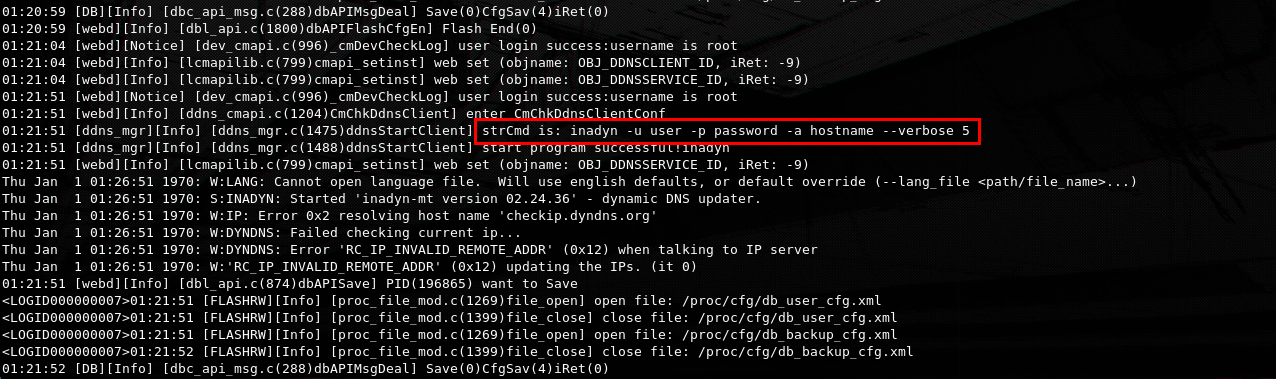 01:20:59 [DB][Info] [dbc_api_msg.c(288)dbAPIMsgDeal] Save(0)CfgSav(4)iRet(0)
01:20:59 [webd][Info] [dbl_api.c(1800)dbAPIFlashCfgEn] Flash End(0)
01:21:04 [webd][Notice] [dev_cmapi.c(996)_cmDevCheckLog] user login success:username is root
01:21:04 [webd][Info] [lcmapilib.c(799)cmapi_setinst] web set (objname: OBJ_DDNSCLIENT_ID, iRet: -9)
01:21:04 [webd][Info] [lcmapilib.c(799)cmapi_setinst] web set (objname: OBJ_DDNSSERVICE_ID, iRet: -9)
01:21:51 [webd][Notice] [dev_cmapi.c(996)_cmDevCheckLog] user login success:username is root
01:21:51 [webd][Info] [ddns_cmapi.c(1204)CmChkDdnsClient] enter CmChkDdnsClientConf
01:21:51 [ddns_mgr][Info] [ddns_mgr.c(1475)ddnsStartClient] strCmd is: inadyn -u user -p password -a hostname --verbose 5
01:21:51 [ddns_mgr][Info] [ddns_mgr.c(1488)ddnsStartClient] start program successful!inadyn
01:21:51 [webd][Info] [lcmapilib.c(799)cmapi_setinst] web set (objname: OBJ_DDNSSERVICE_ID, iRet: -9)
Thu Jan  1 01:26:51 1970: W:LANG: Cannot open language file.  Will use english defaults, or default override (--lang_file <path/file_name>...)
Thu Jan  1 01:26:51 1970: S:INADYN: Started 'inadyn-mt version 02.24.36' - dynamic DNS updater.
Thu Jan  1 01:26:51 1970: W:IP: Error 0x2 resolving host name 'checkip.dyndns.org'
Thu Jan  1 01:26:51 1970: W:DYNDNS: Failed checking current ip...
Thu Jan  1 01:26:51 1970: W:DYNDNS: Error 'RC_IP_INVALID_REMOTE_ADDR' (0x12) when talking to IP server
Thu Jan  1 01:26:51 1970: W:'RC_IP_INVALID_REMOTE_ADDR' (0x12) updating the IPs. (it 0)
01:21:51 [webd][Info] [dbl_api.c(874)dbAPISave] PID(196865) want to Save
<LOGID000000007>01:21:51 [FLASHRW][Info] [proc_file_mod.c(1269)file_open] open file: /proc/cfg/db_user_cfg.xml
<LOGID000000007>01:21:51 [FLASHRW][Info] [proc_file_mod.c(1399)file_close] close file: /proc/cfg/db_user_cfg.xml
<LOGID000000007>01:21:51 [FLASHRW][Info] [proc_file_mod.c(1269)file_open] open file: /proc/cfg/db_backup_cfg.xml
<LOGID000000007>01:21:52 [FLASHRW][Info] [proc_file_mod.c(1399)file_close] close file: /proc/cfg/db_backup_cfg.xml
01:21:52 [DB][Info] [dbc_api_msg.c(288)dbAPIMsgDeal] Save(0)CfgSav(4)iRet(0)